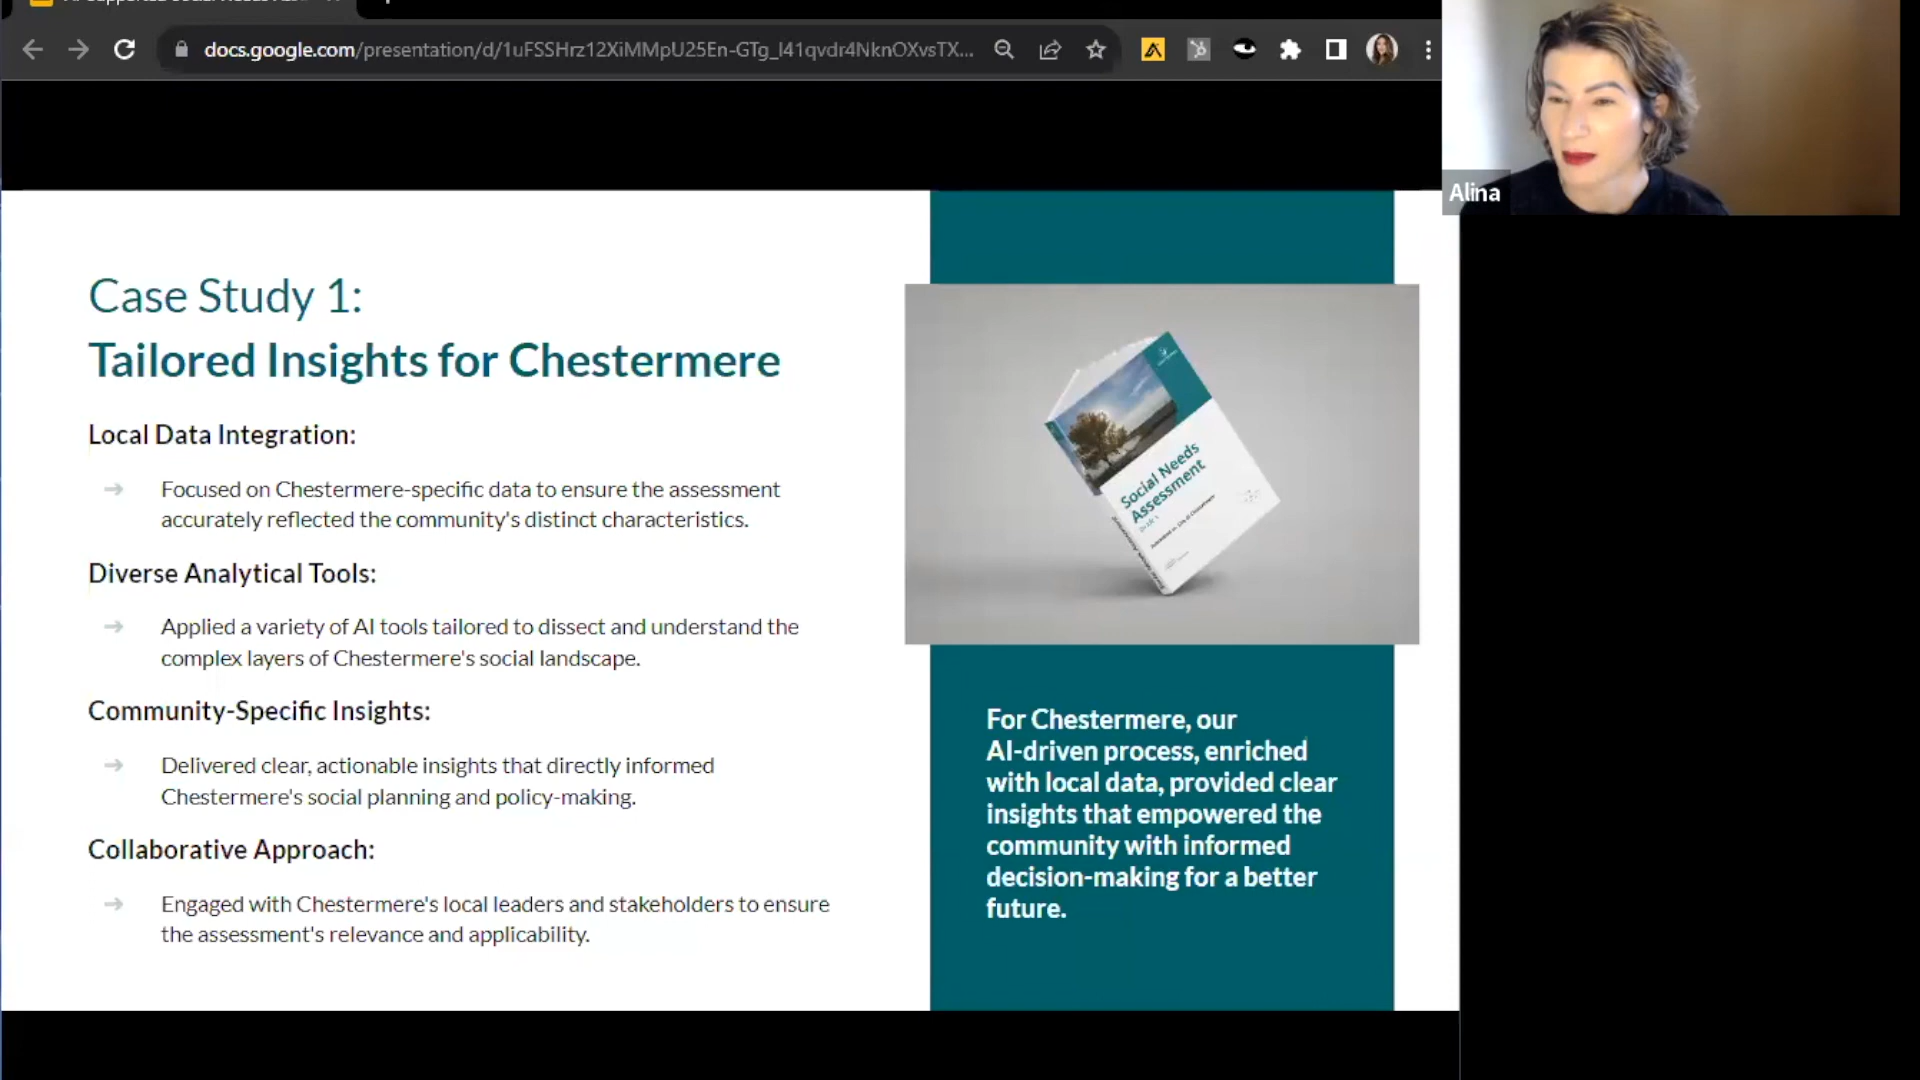 docs.google.com/presentation/d/1uFSSHrz12XiMMpU25En-GTg_l41qvdr4NknOXvsTX...
Alina
Case Study 1:
Tailored Insights for Chestermere
Local Data Integration:
➔ Focused on Chestermere-specific data to ensure the assessment
accurately reflected the community's distinct characteristics.
Diverse Analytical Tools:
➔ Applied a variety of AI tools tailored to dissect and understand the
complex layers of Chestermere's social landscape.
Community-Specific Insights:
➔ Delivered clear, actionable insights that directly informed
Chestermere's social planning and policy-making.
Collaborative Approach:
➔ Engaged with Chestermere's local leaders and stakeholders to ensure
the assessment's relevance and applicability.
Social Needs
Assessment
For Chestermere, our
AI-driven process, enriched
with local data, provided clear
insights that empowered the
community with informed
decision-making for a better
future.